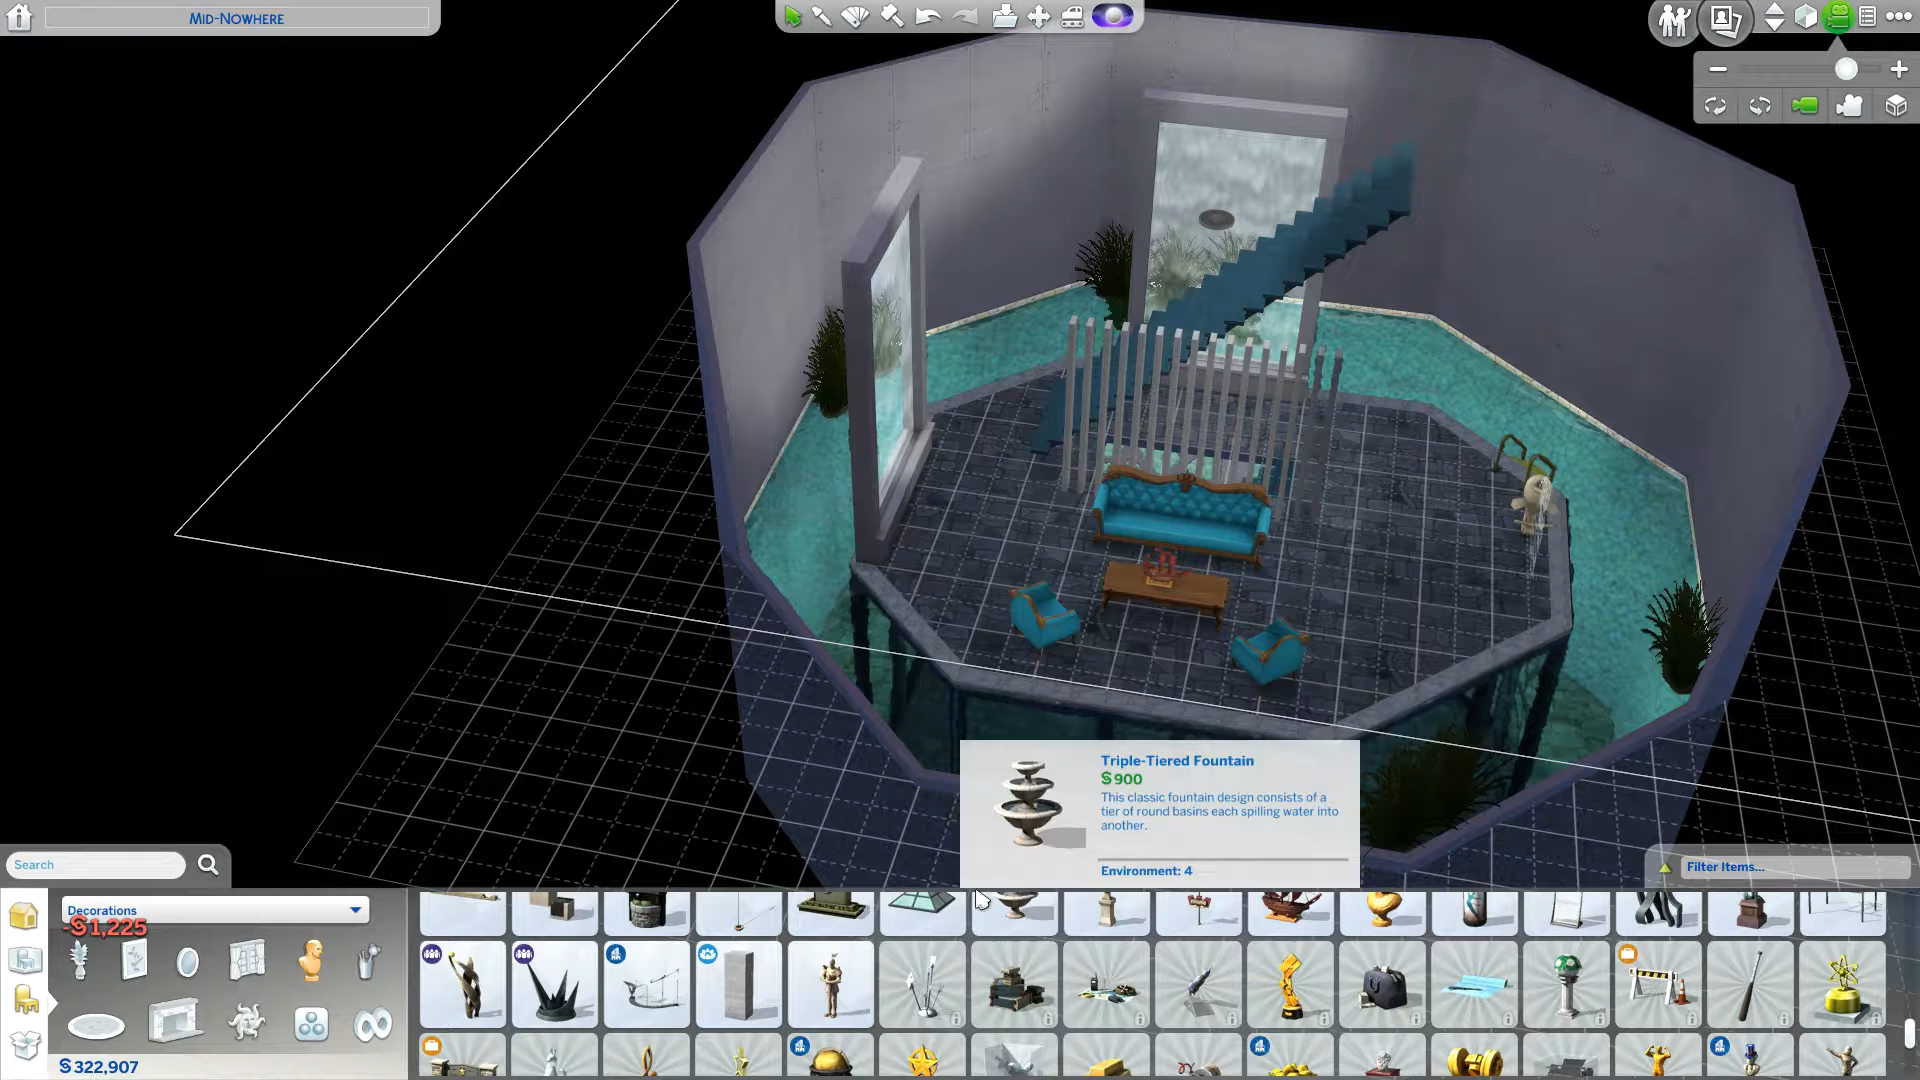 Mid-Nowhere
Triple-Tiered Fountain
§900
This classic fountain design consists of a
tier of round basins each spilling water into
another.
Environment: 4
Search
Filter Items...
Decorations
-§1,225
§322,907